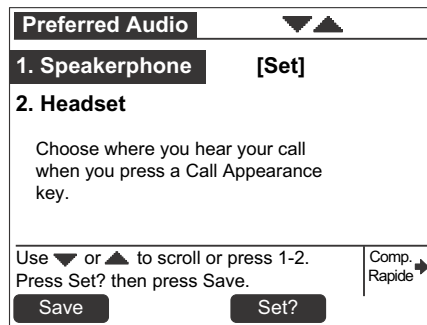 Preferred Audio
1. Speakerphone [Set]
2. Headset
Choose where you hear your call
when you press a Call Appearance
key.
Use ▼ or ▲ to scroll or press 1-2.
Press Set? then press Save.
Comp.
Rapide
Save Set?